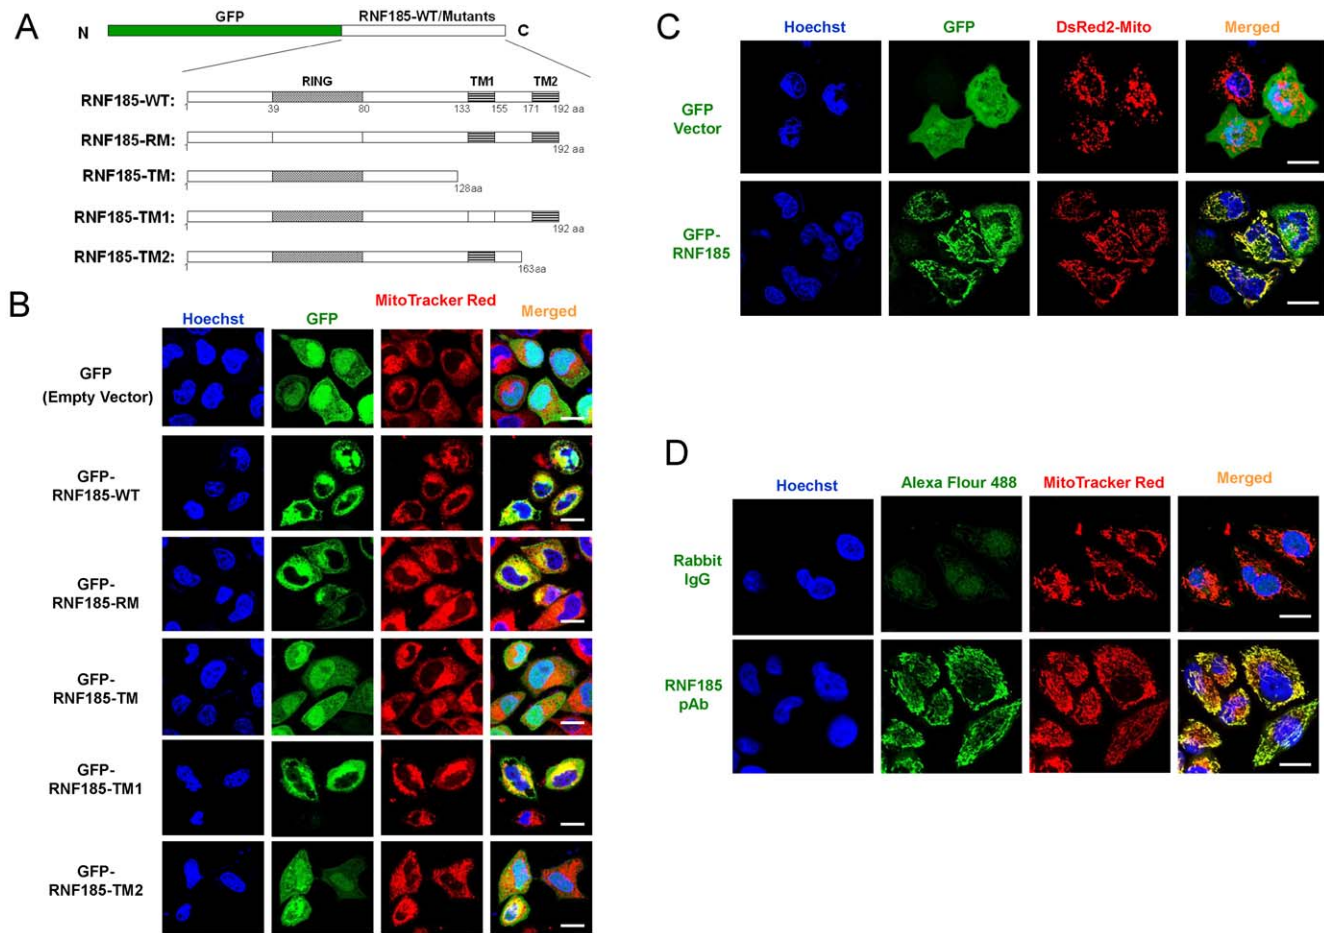 A
GFP
RNF185-WT/Mutants
N
C
RING
TM1
TM2
RNF185-WT:
1
39
80
133
155
171
192 aa
RNF185-RM:
1
192 aa
RNF185-TM:
1
128aa
RNF185-TM1:
1
192 aa
RNF185-TM2:
1
163aa
B
Hoechst
GFP
MitoTracker Red
Merged
GFP
(Empty Vector)
GFP-
RNF185-WT
GFP-
RNF185-RM
GFP-
RNF185-TM
GFP-
RNF185-TM1
GFP-
RNF185-TM2
C
Hoechst
GFP
DsRed2-Mito
Merged
GFP
Vector
GFP-
RNF185
D
Hoechst
Alexa Flour 488
MitoTracker Red
Merged
Rabbit
IgG
RNF185
pAb